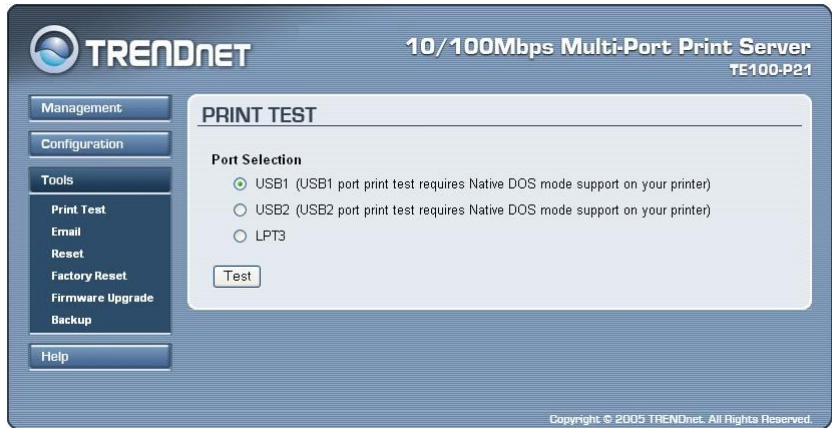 TRENDnet
10/100Mbps Multi-Port Print Server
TE100-P21
Management
Configuration
Tools
Print Test
Email
Reset
Factory Reset
Firmware Upgrade
Backup
Help
PRINT TEST
Port Selection
USB1 (USB1 port print test requires Native DOS mode support on your printer)
USB2 (USB2 port print test requires Native DOS mode support on your printer)
LPT3
Test
Copyright © 2005 TRENDnet. All Rights Reserved.